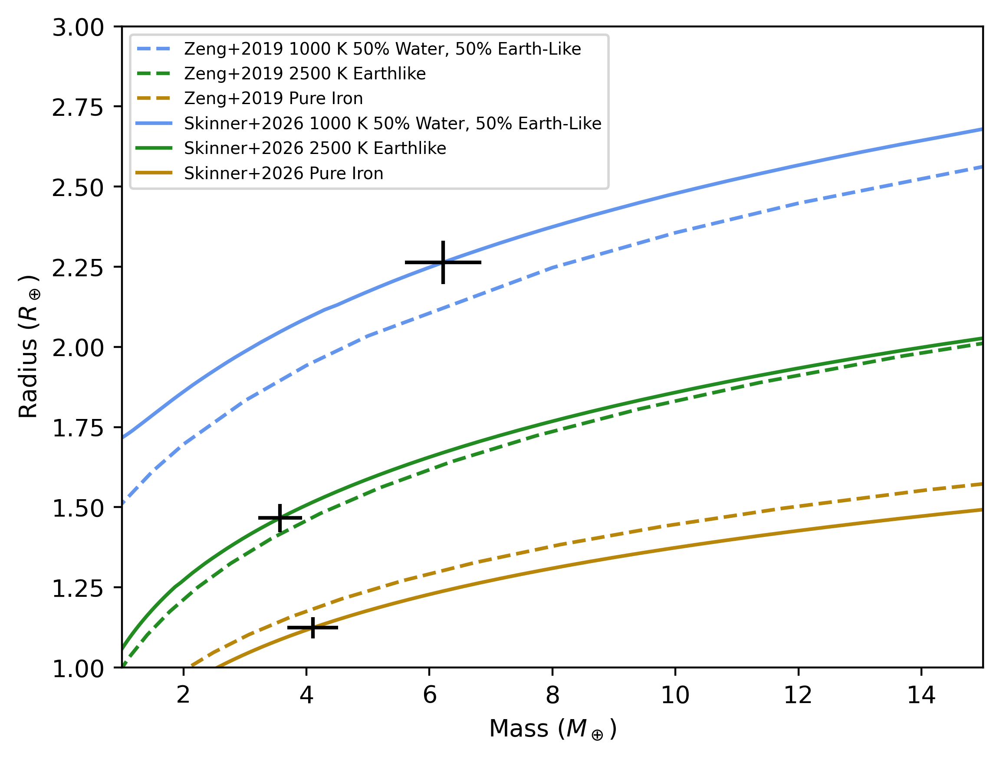 3.00
2.75
2.50
2.25
2.00
1.75
1.50
1.25
1.00
Radius (R⊕)
Zeng+2019 1000 K 50% Water, 50% Earth-Like
Zeng+2019 2500 K Earthlike
Zeng+2019 Pure Iron
Skinner+2026 1000 K 50% Water, 50% Earth-Like
Skinner+2026 2500 K Earthlike
Skinner+2026 Pure Iron
2 4 6 8 10 12 14
Mass (M⊕)